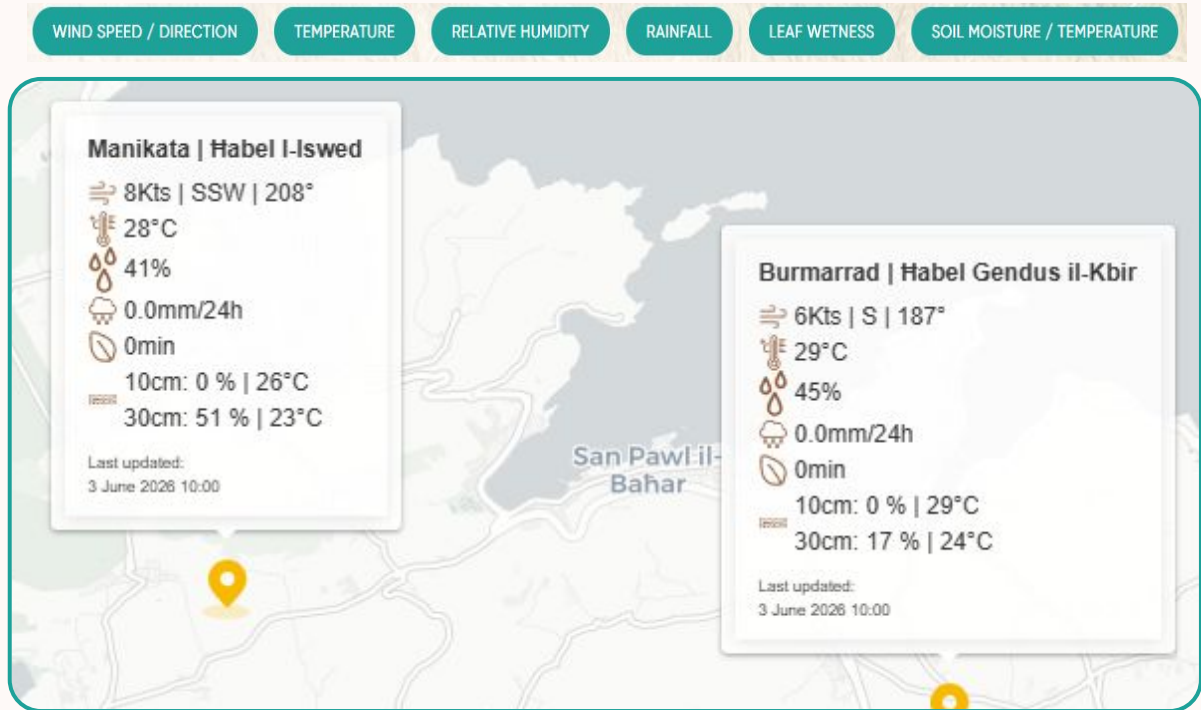 WIND SPEED / DIRECTION
TEMPERATURE
RELATIVE HUMIDITY
RAINFALL
LEAF WETNESS
SOIL MOISTURE / TEMPERATURE
Manikata | Ħabel l-Iswed
8Kts | SSW | 208°
28°C
41%
0.0mm/24h
0min
10cm: 0 % | 26°C
30cm: 51 % | 23°C
Last updated:
3 June 2026 10:00
San Pawl il-
Baħar
Burmarrad | Ħabel Gendus il-Kbir
6Kts | S | 187°
29°C
45%
0.0mm/24h
0min
10cm: 0 % | 29°C
30cm: 17 % | 24°C
Last updated:
3 June 2026 10:00